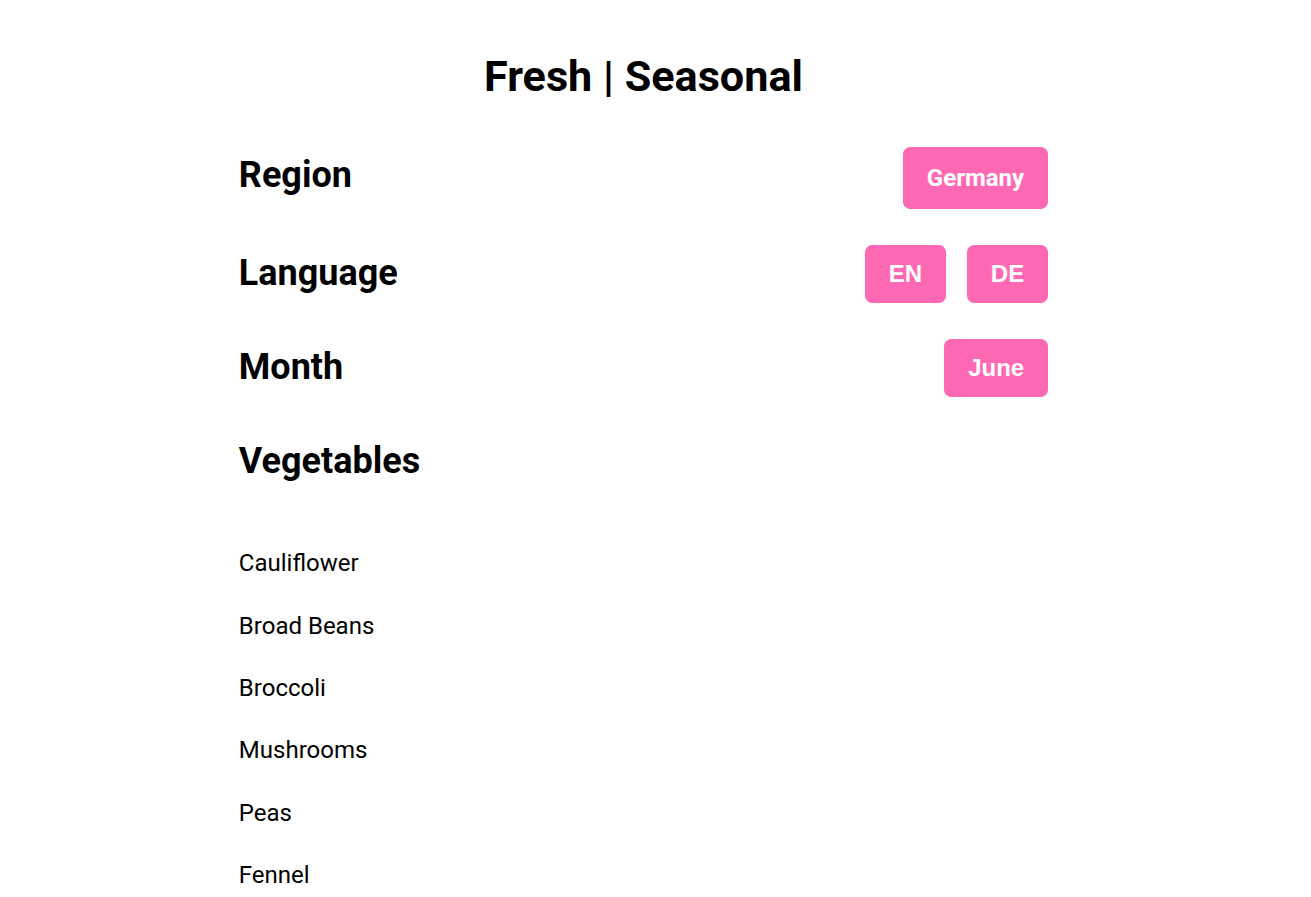 Fresh | Seasonal
Region
Germany
Language
EN DE
Month
June
Vegetables
Cauliflower
Broad Beans
Broccoli
Mushrooms
Peas
Fennel